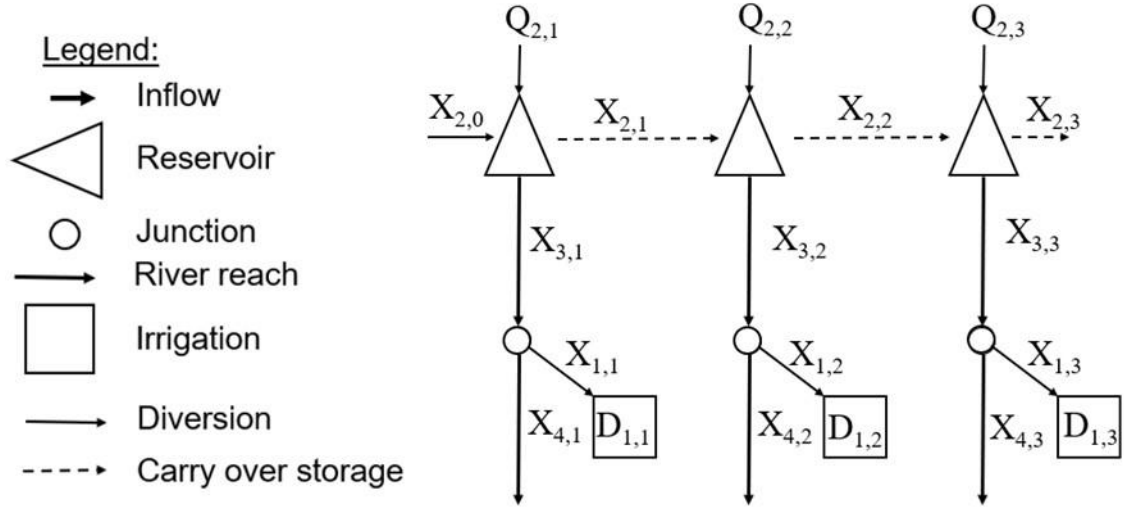 Legend:
Inflow
Reservoir
Junction
River reach
Irrigation
Diversion
Carry over storage
Q2,1 Q2,2 Q2,3
X2,0 X2,1 X2,2 X2,3
X3,1 X3,2 X3,3
X1,1 X1,2 X1,3
X4,1 D1,1 X4,2 D1,2 X4,3 D1,3